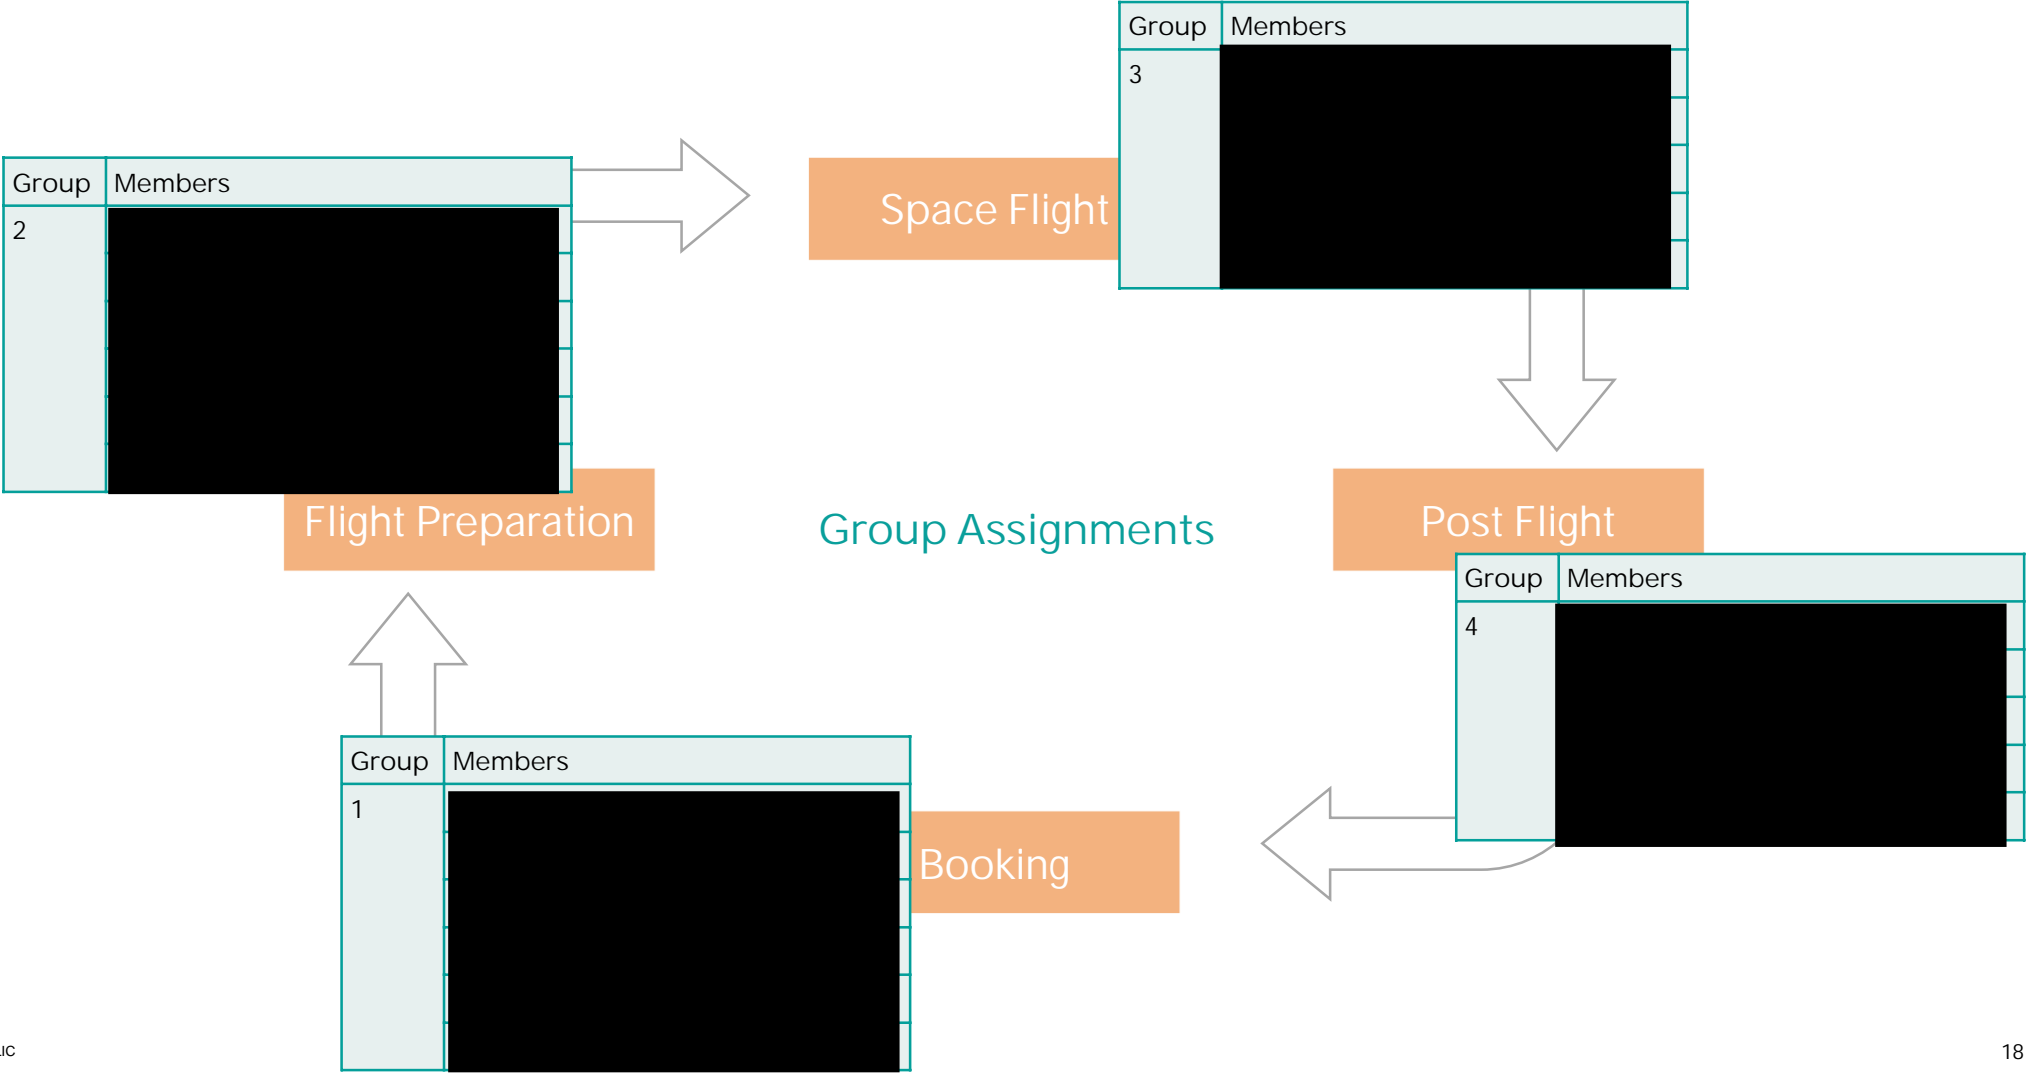 Group Members
3
Space Flight
Group Members
2
Flight Preparation
Group Assignments
Post Flight
Group Members
4
Group Members
1
Booking
18